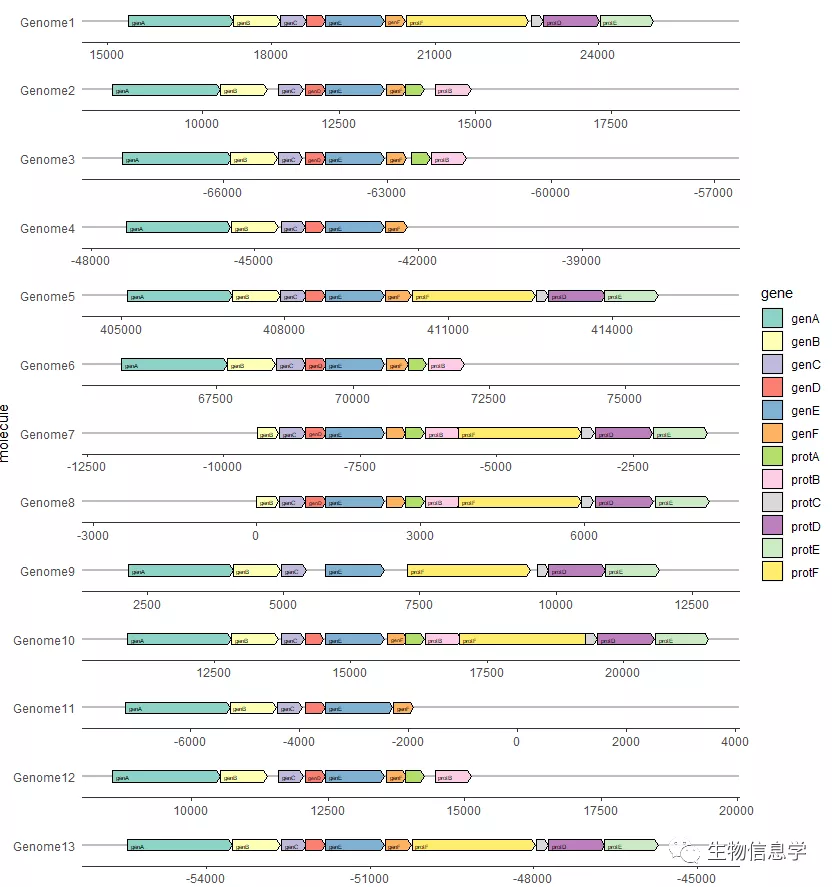 Genome1
genA genB genC genE genF protF protD protE
15000 18000 21000 24000
Genome2
genA genB genC genD genE genF protB
10000 12500 15000 17500
Genome3
genA genB genC genD genE genF protB
-66000 -63000 -60000 -57000
Genome4
genA genB genC genE genF
-48000 -45000 -42000 -39000
Genome5
genA genB genC genE genF protF protD protE
405000 408000 411000 414000
Genome6
genA genB genC genD genE genF protB
67500 70000 72500 75000
Genome7
genB genC genD genE protB protF protD protE
-12500 -10000 -7500 -5000 -2500
Genome8
genB genC genD genE protB protF protD protE
-3000 0 3000 6000
Genome9
genA genB genC genE protF protD protE
2500 5000 7500 10000 12500
Genome10
genA genB genC genE genF protB protF protD protE
12500 15000 17500 20000
Genome11
genA genB genC genE genF
-6000 -4000 -2000 0 2000 4000
Genome12
genA genB genC genD genE genF protB
10000 12500 15000 17500 20000
Genome13
genA genB genC genE genF protF protD protE
-54000 -51000 -48000 -45000
molecule
gene
genA
genB
genC
genD
genE
genF
protA
protB
protC
protD
protE
protF
生物信息学